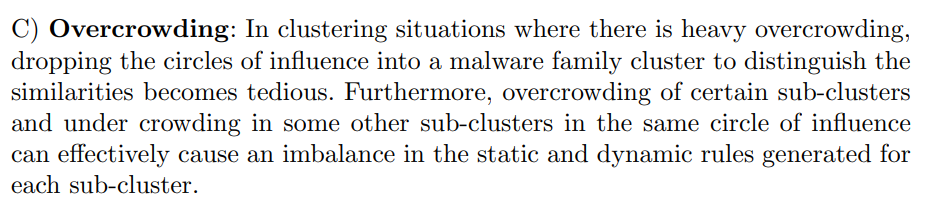 C) Overcrowding: In clustering situations where there is heavy overcrowding,
dropping the circles of influence into a malware family cluster to distinguish the
similarities becomes tedious. Furthermore, overcrowding of certain sub-clusters
and under crowding in some other sub-clusters in the same circle of influence
can effectively cause an imbalance in the static and dynamic rules generated for
each sub-cluster.